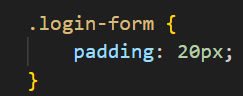 .login-form {
    padding: 20px;
}